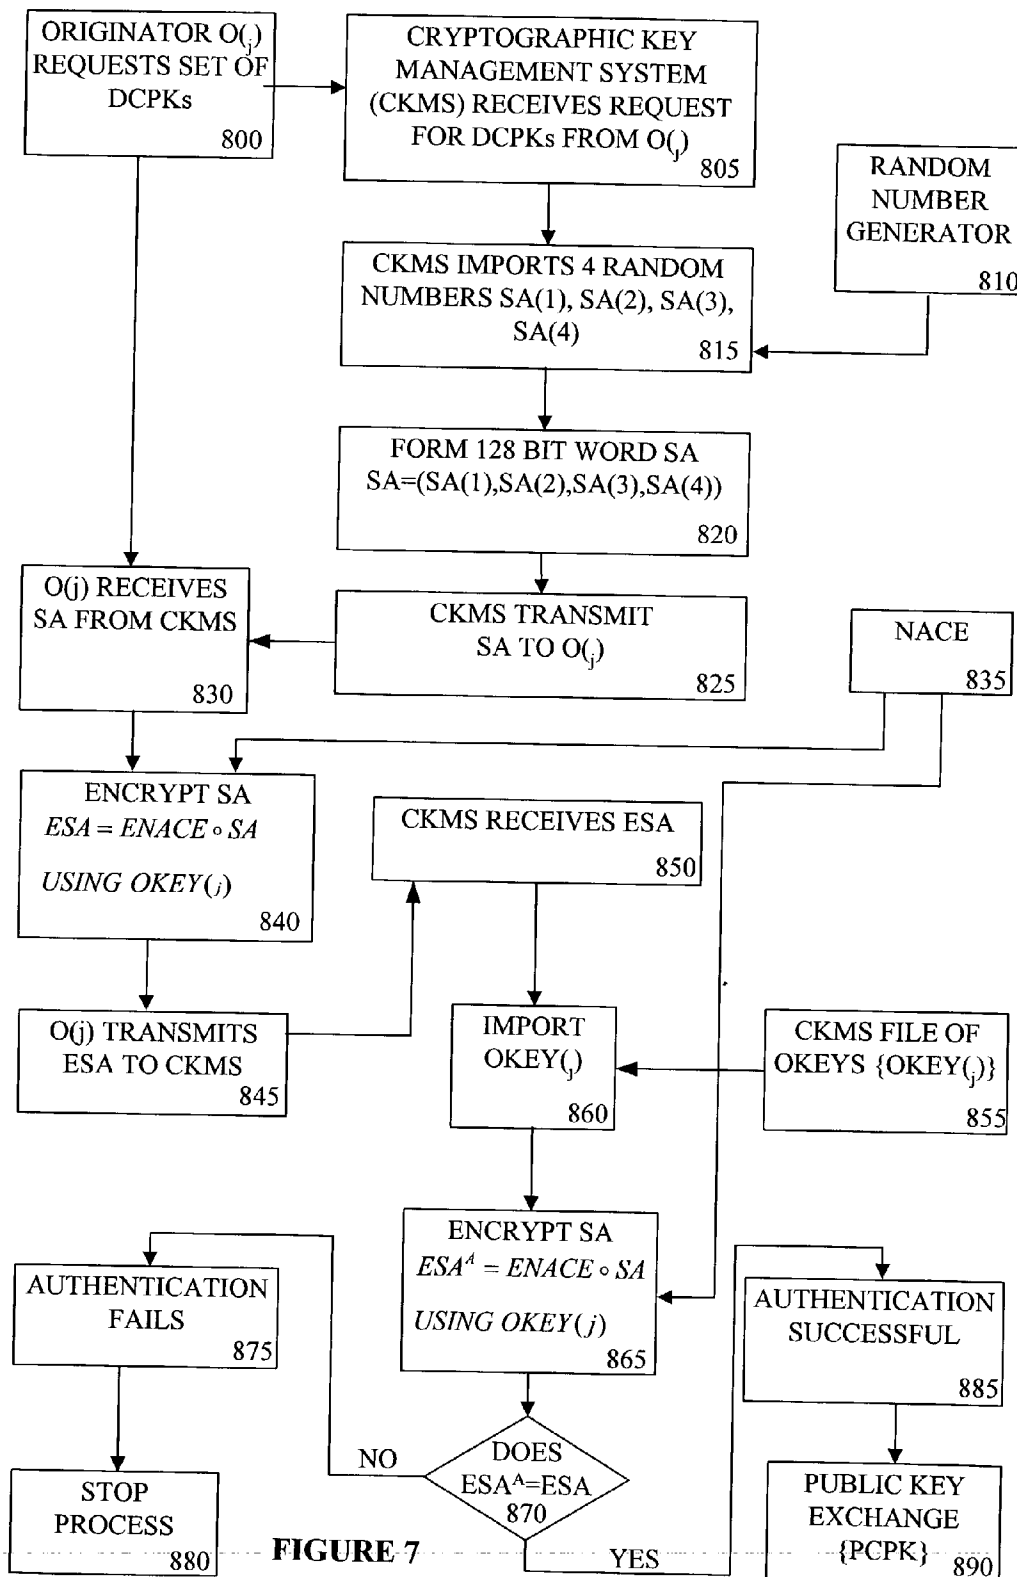 ORIGINATOR O(j)
REQUESTS SET OF
DCPKs
800
CRYPTOGRAPHIC KEY
MANAGEMENT SYSTEM
(CKMS) RECEIVES REQUEST
FOR DCPKs FROM O(j)
805
RANDOM
NUMBER
GENERATOR
810
CKMS IMPORTS 4 RANDOM
NUMBERS SA(1), SA(2), SA(3),
SA(4)
815
FORM 128 BIT WORD SA
SA=(SA(1),SA(2),SA(3),SA(4))
820
O(j) RECEIVES
SA FROM CKMS
830
CKMS TRANSMIT
SA TO O(j)
825
NACE
835
ENCRYPT SA
ESA = ENACE ∘ SA
USING OKEY(j)
840
CKMS RECEIVES ESA
850
O(j) TRANSMITS
ESA TO CKMS
845
IMPORT
OKEY(j)
860
CKMS FILE OF
OKEYS {OKEY(j)}
855
ENCRYPT SA
ESA^A = ENACE ∘ SA
USING OKEY(j)
865
AUTHENTICATION
FAILS
875
AUTHENTICATION
SUCCESSFUL
885
NO
DOES
ESA^A=ESA
870
YES
STOP
PROCESS
880
PUBLIC KEY
EXCHANGE
{PCPK}
890
FIGURE 7